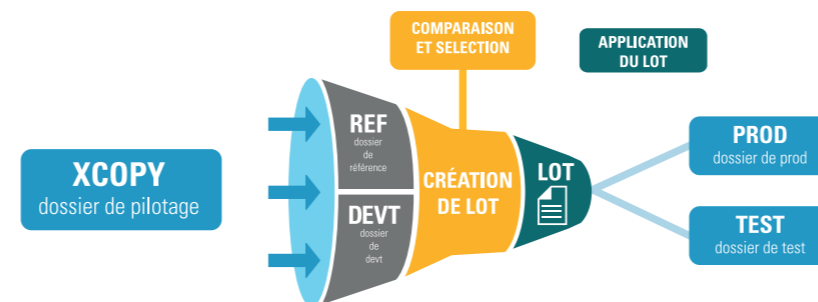 COMPARAISON
ET SELECTION
APPLICATION
DU LOT
XCOPY
dossier de pilotage
REF
dossier
de
référence
DEVT
dossier
de
devt
CRÉATION
DE LOT
LOT
PROD
dossier de prod
TEST
dossier de test